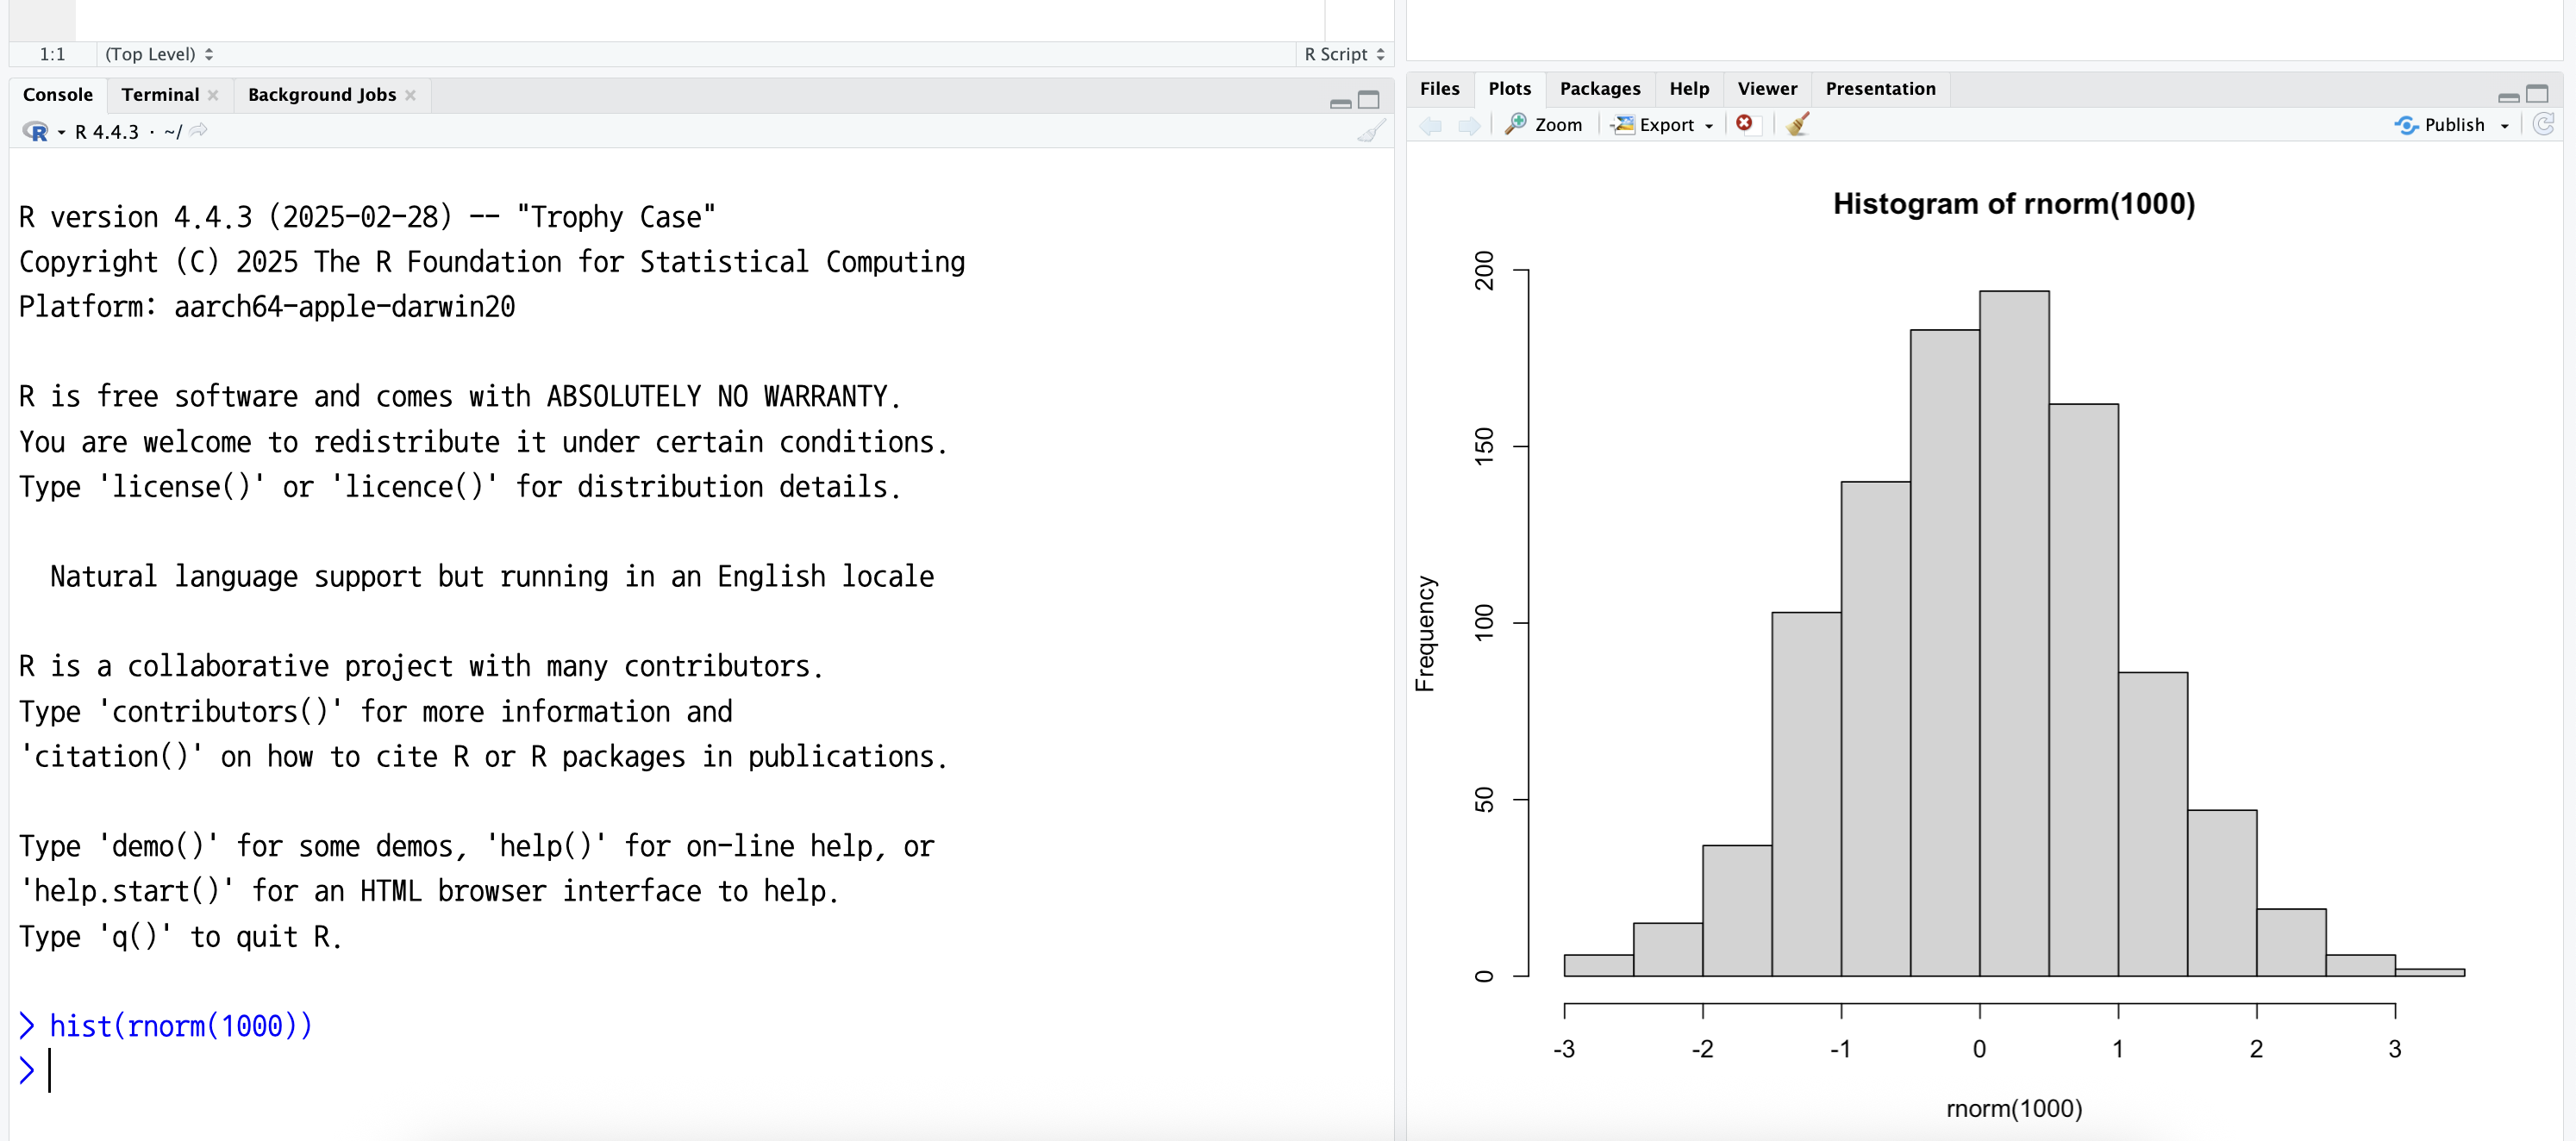 1:1 (Top Level) R Script
Console Terminal Background Jobs
R 4.4.3 · ~/
R version 4.4.3 (2025-02-28) -- "Trophy Case"
Copyright (C) 2025 The R Foundation for Statistical Computing
Platform: aarch64-apple-darwin20
R is free software and comes with ABSOLUTELY NO WARRANTY.
You are welcome to redistribute it under certain conditions.
Type 'license()' or 'licence()' for distribution details.
Natural language support but running in an English locale
R is a collaborative project with many contributors.
Type 'contributors()' for more information and
'citation()' on how to cite R or R packages in publications.
Type 'demo()' for some demos, 'help()' for on-line help, or
'help.start()' for an HTML browser interface to help.
Type 'q()' to quit R.
> hist(rnorm(1000))
>
Files Plots Packages Help Viewer Presentation
Zoom Export Publish
Histogram of rnorm(1000)
Frequency
200
150
100
50
0
-3 -2 -1 0 1 2 3
rnorm(1000)